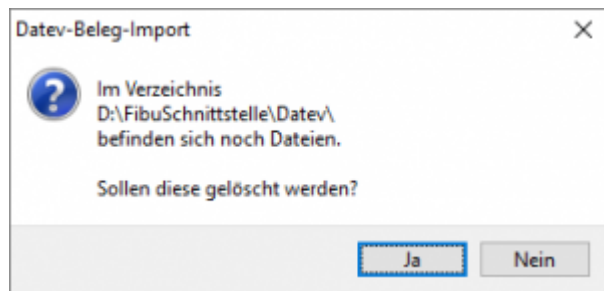 Datev-Beleg-Import
Im Verzeichnis
D:\FibuSchnittstelle\Datev\
befinden sich noch Dateien.
Sollen diese gelöscht werden?
Ja
Nein